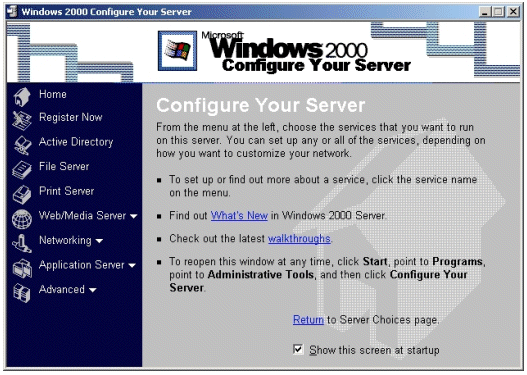 Windows 2000 Configure Your Server
Microsoft
Windows 2000
Configure Your Server
Home
Register Now
Active Directory
File Server
Print Server
Web/Media Server
Networking
Application Server
Advanced
Configure Your Server
From the menu at the left, choose the services that you want to run
on this server. You can set up any or all of the services, depending on
how you want to customize your network.
To set up or find out more about a service, click the service name
on the menu.
Find out What's New in Windows 2000 Server.
Check out the latest walkthroughs.
To reopen this window at any time, click Start, point to Programs,
point to Administrative Tools, and then click Configure Your
Server.
Return to Server Choices page.
Show this screen at startup